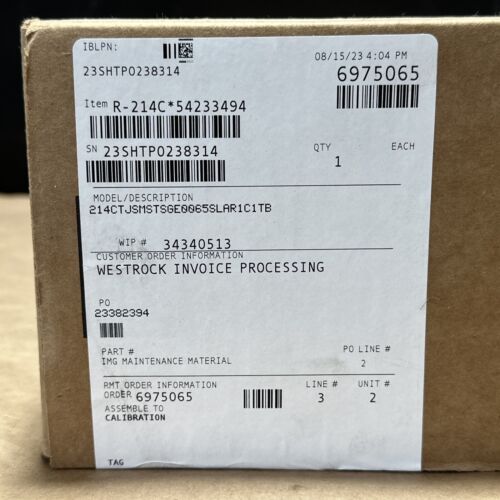 IBLPN:
08/15/23 4:04 PM
23SHTPO238314
6975065
Item R-214C*54233494
SN 23SHTPO238314
QTY EACH
1
MODEL/DESCRIPTION
214CTJSMSTSGE0065SLAR1C1TB
WIP # 34340513
CUSTOMER ORDER INFORMATION
WESTROCK INVOICE PROCESSING
PO
23382394
PART # PO LINE #
IMG MAINTENANCE MATERIAL 2
RMT ORDER INFORMATION LINE # UNIT #
ORDER 6975065 3 2
ASSEMBLE TO
CALIBRATION
TAG